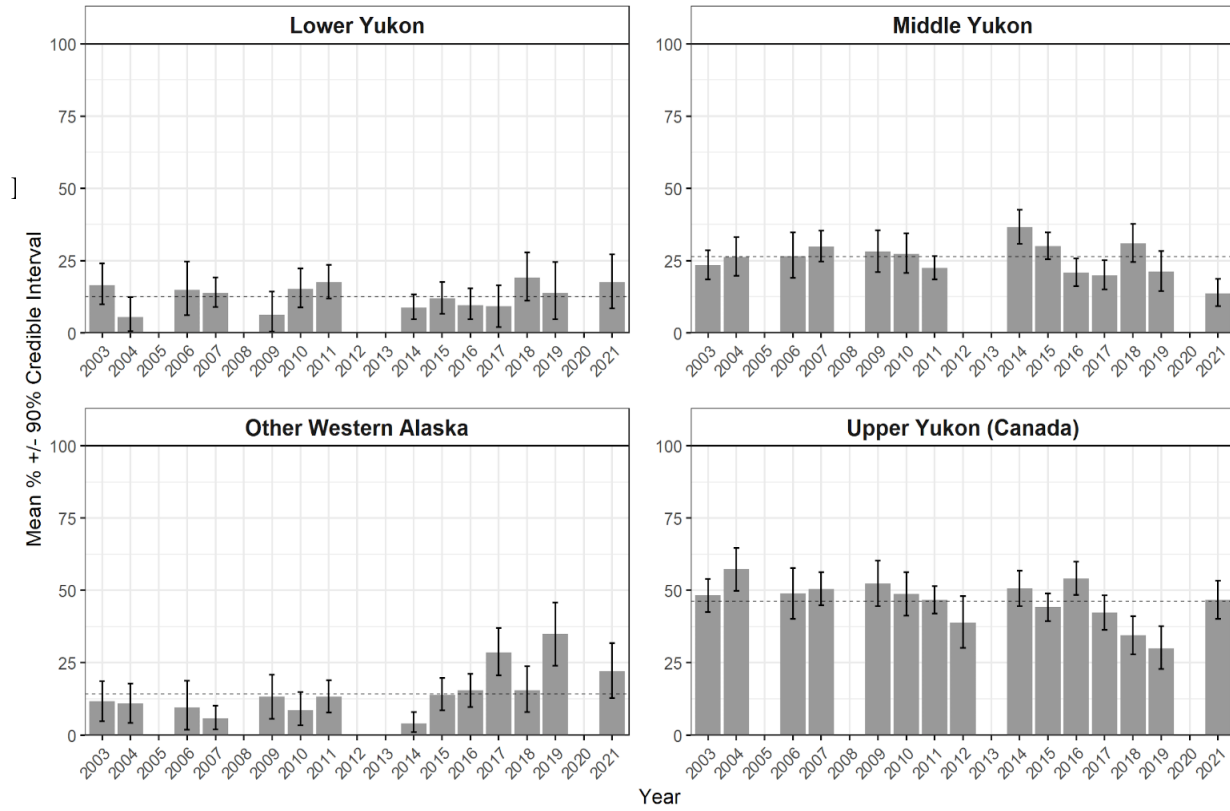 Lower Yukon
Middle Yukon
100
75
50
25
0
2003 2004 2005 2006 2007 2008 2009 2010 2011 2012 2013 2014 2015 2016 2017 2018 2019 2020 2021
100
75
50
25
0
2003 2004 2005 2006 2007 2008 2009 2010 2011 2012 2013 2014 2015 2016 2017 2018 2019 2020 2021
]
Mean % +/- 90% Credible Interval
Other Western Alaska
Upper Yukon (Canada)
100
75
50
25
0
2003 2004 2005 2006 2007 2008 2009 2010 2011 2012 2013 2014 2015 2016 2017 2018 2019 2020 2021
100
75
50
25
0
2003 2004 2005 2006 2007 2008 2009 2010 2011 2012 2013 2014 2015 2016 2017 2018 2019 2020 2021
Year